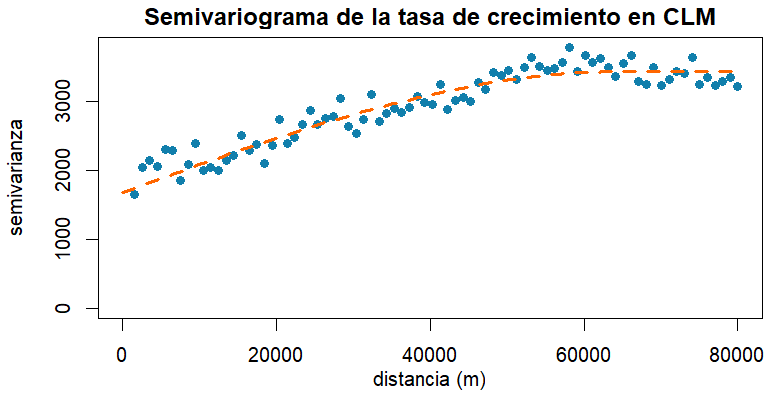 Semivariograma de la tasa de crecimiento en CLM
semivarianza
3000
2000
1000
0
0 20000 40000 60000 80000
distancia (m)